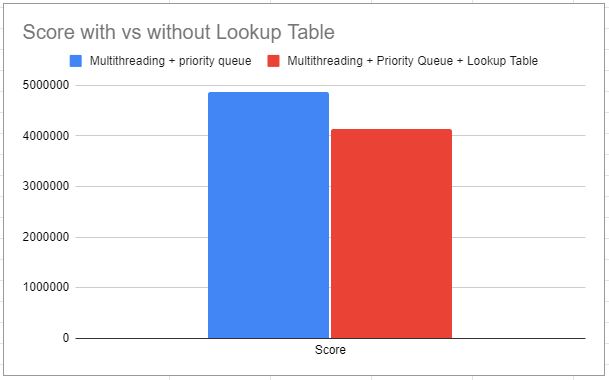 Score with vs without Lookup Table
Multithreading + priority queue
Multithreading + Priority Queue + Lookup Table
5000000
4000000
3000000
2000000
1000000
0
Score